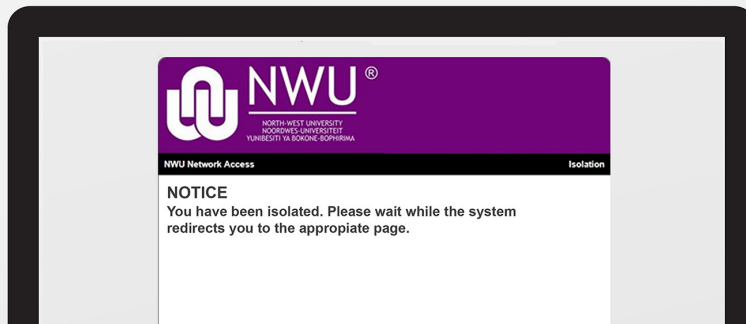 NWU®
NORTH-WEST UNIVERSITY
NOORDWES-UNIVERSITEIT
YUNIBESITI YA BOKONE-BOPHIRIMA
NWU Network Access Isolation
NOTICE
You have been isolated. Please wait while the system
redirects you to the appropiate page.